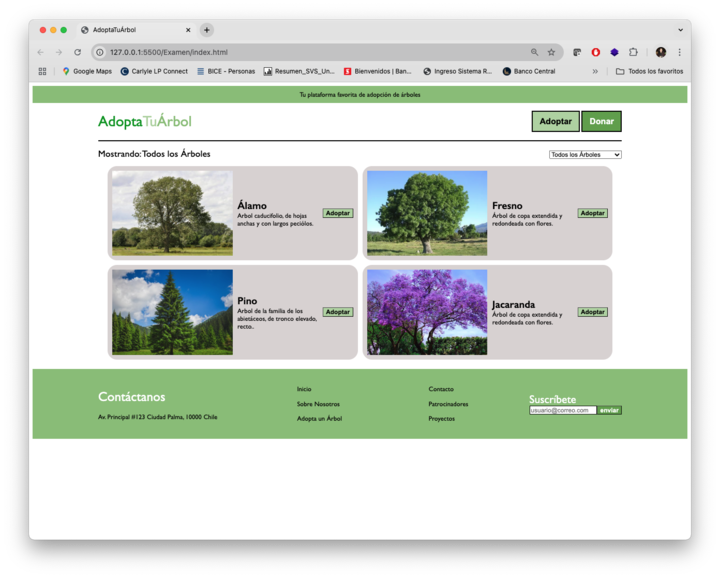 AdoptaTuÁrbol
127.0.0.1:5500/Examen/index.html
Google Maps
Carlyle LP Connect
BICE - Personas
Resumen_SVS_Un...
Bienvenidos | Ban...
Ingreso Sistema R...
Banco Central
Todos los favoritos
Tu plataforma favorita de adopción de árboles
AdoptaTuÁrbol
Adoptar
Donar
Mostrando: Todos los Árboles
Todos los Árboles
Álamo
Árbol caducifolio, de hojas
anchas y con largos peciólos.
Adoptar
Fresno
Árbol de copa extendida y
redondeada con flores.
Adoptar
Pino
Árbol de la familia de los
abietáceos, de tronco elevado,
recto..
Adoptar
Jacaranda
Árbol de copa extendida y
redondeada con flores.
Adoptar
Contáctanos
Av. Principal #123 Ciudad Palma, 10000 Chile
Inicio
Sobre Nosotros
Adopta un Árbol
Contacto
Patrocinadores
Proyectos
Suscríbete
usuario@correo.com
enviar